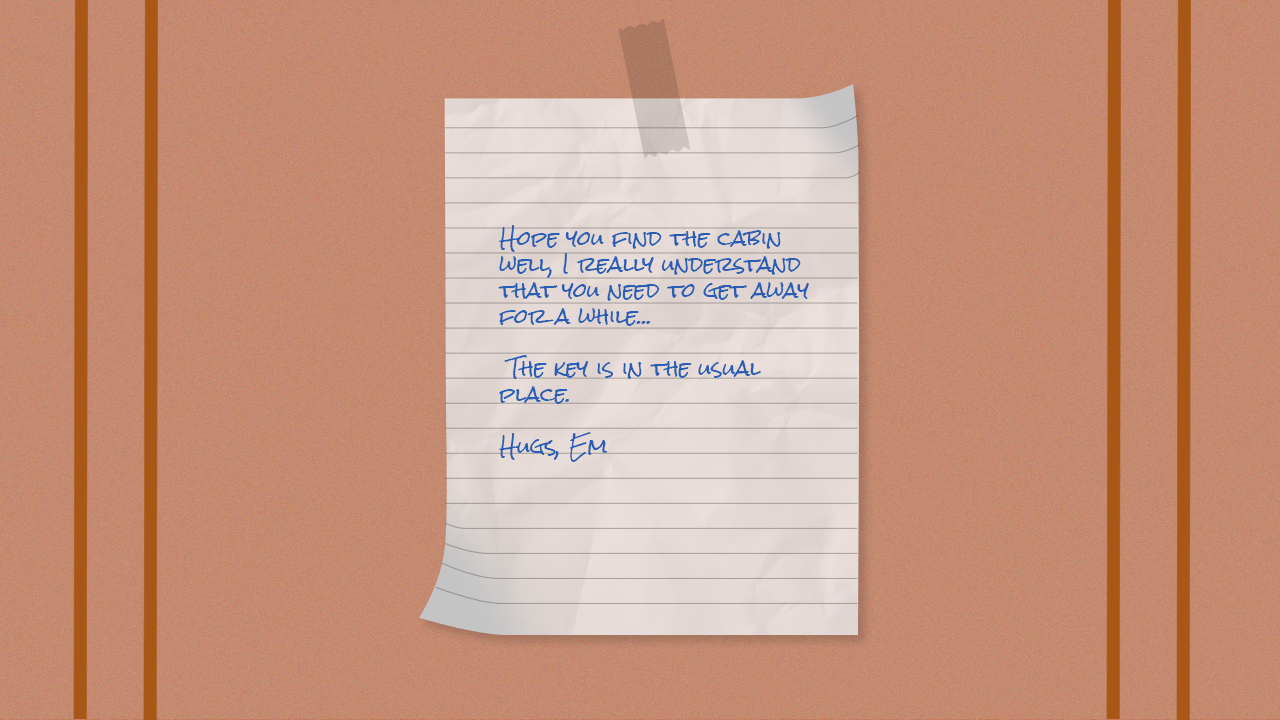 Hope you find the cabin
well, I really understand
that you need to get away
for a while...
The key is in the usual
place.
Hugs, Em